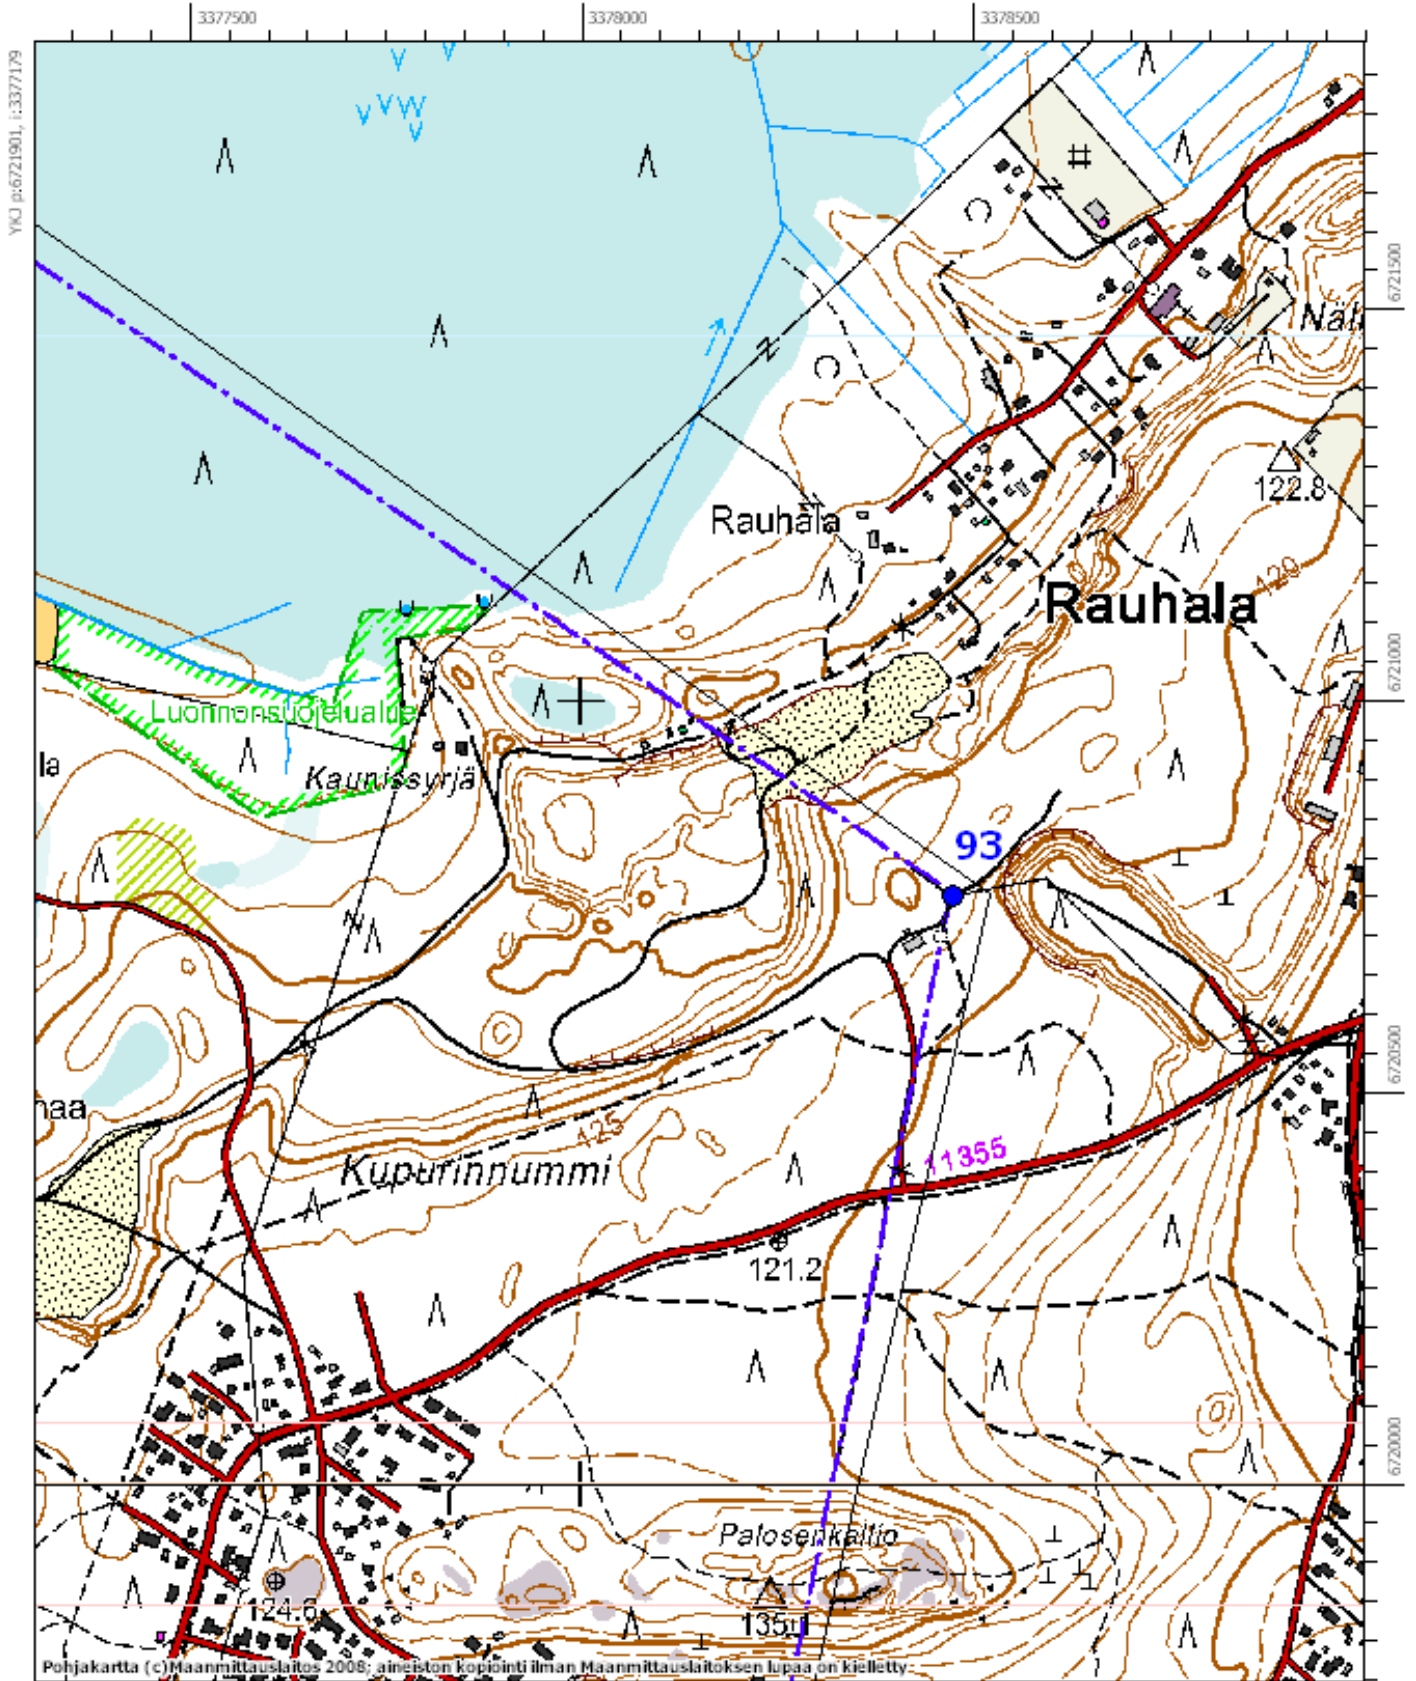 3377500
3378000
3378500
YKJ p:6721901, i:3377179
6721500
Näl
122.8
Rauhala
120
Rauhala
6721000
Luonnonsuojelualue
la
Kaunissyrjä
93
6720500
naa
125
11355
Kupurinnummi
121.2
6720000
Palosenkallio
124.6
135
Pohjakartta (c)Maanmittauslaitos 2008; aineiston kopiointi ilman Maanmittauslaitoksen lupaa on kielletty